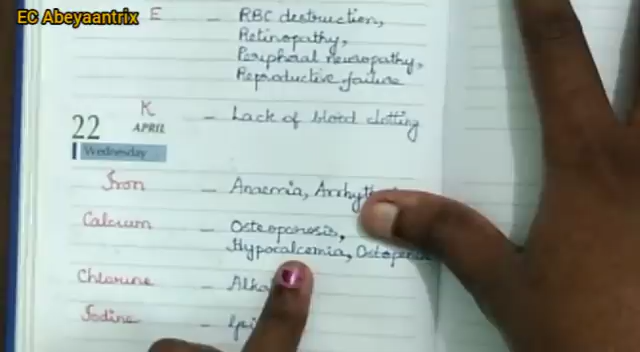 EC Abeyaantrix
E - RBC destruction,
Retinopathy,
Peripheral neuropathy,
Reproductive failure
K - Lack of blood clotting
22 APRIL
Wednesday
Iron - Anaemia,
Calcium - Osteoporosis,
Hypocalcemia,
Chlorine -
Iodine -